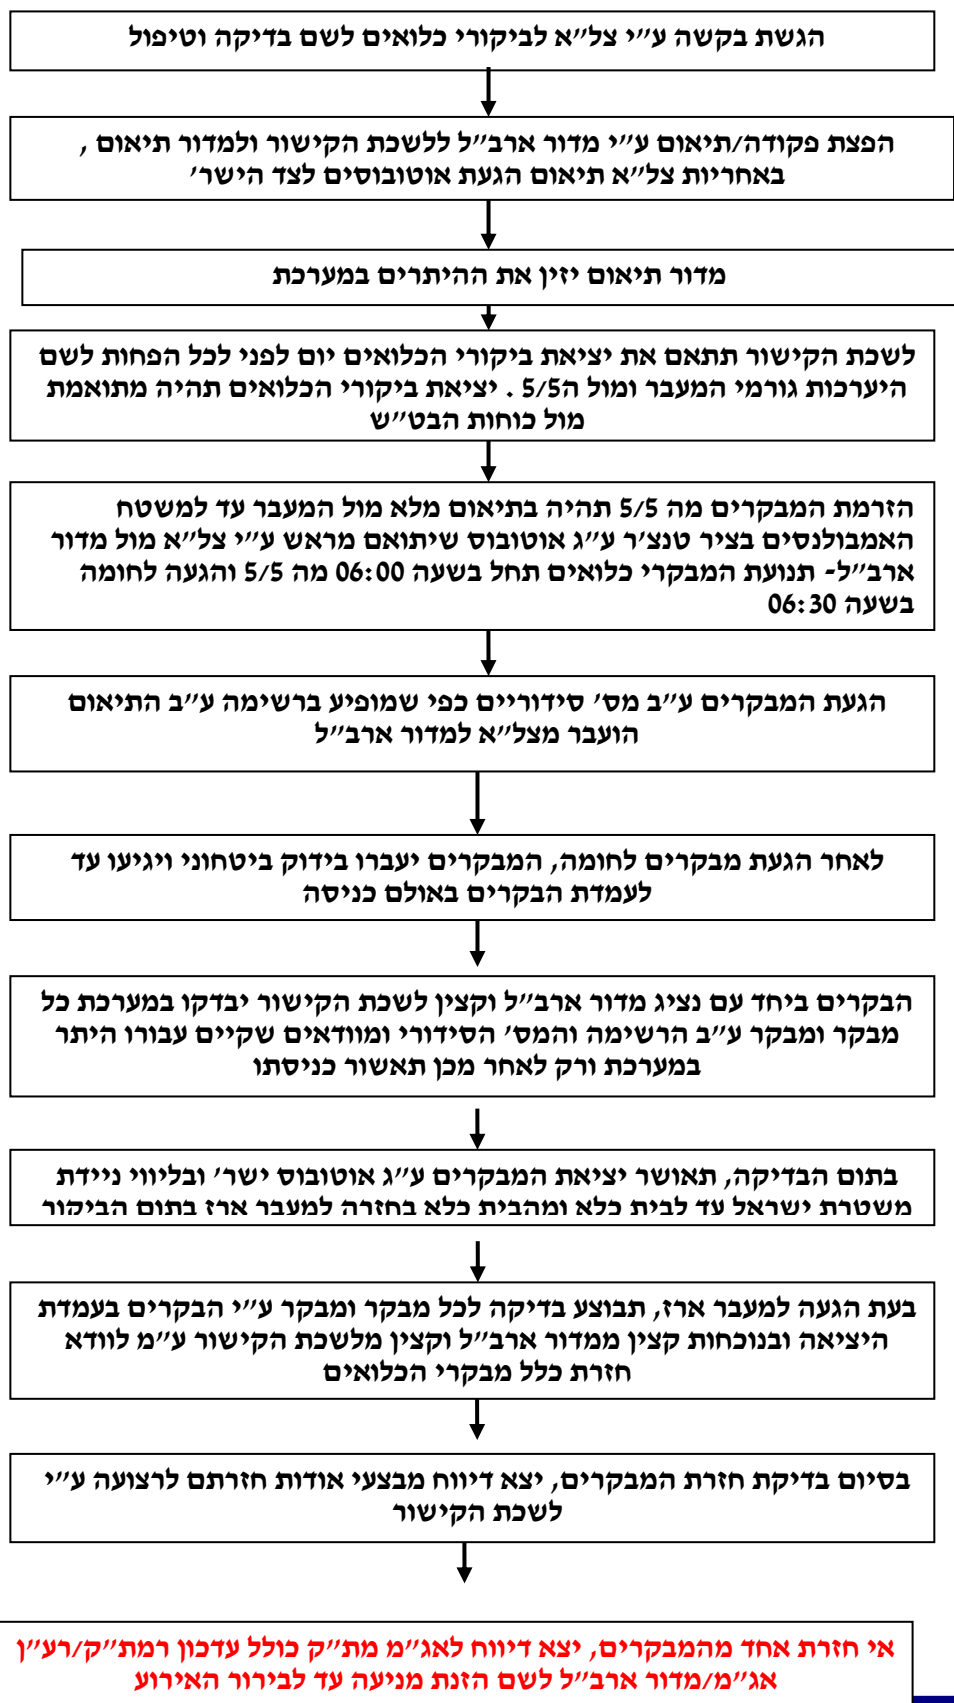 הגשת בקשה ע״י צל״א לביקורי כלואים לשם בדיקה וטיפול
הפצת פקודה/תיאום ע״י מדור ארב״ל ללשכת הקישור ולמדור תיאום ,
באחריות צל״א תיאום הגעת אוטובוסים לצד הישר׳
מדור תיאום יזין את ההיתרים במערכת
לשכת הקישור תתאם את יציאת ביקורי הכלואים יום לפני לכל הפחות לשם
היערכות גורמי המעבר ומול ה5/5 . יציאת ביקורי הכלואים תהיה מתואמת
מול כוחות הבט״ש
הזרמת המבקרים מה 5/5 תהיה בתיאום מלא מול המעבר עד למשטח
האמבולנסים בציר טנצ׳ר ע״ג אוטובוס שיתואם מראש ע״י צל״א מול מדור
ארב״ל- תנועת המבקרי כלואים תחל בשעה 06:00 מה 5/5 והגעה לחומה
בשעה 06:30
הגעת המבקרים ע״ב מס׳ סידוריים כפי שמופיע ברשימה ע״ב התיאום
הועבר מצל״א למדור ארב״ל
לאחר הגעת מבקרים לחומה, המבקרים יעברו בידוק ביטחוני ויגיעו עד
לעמדת הבקרים באולם כניסה
הבקרים ביחד עם נציג מדור ארב״ל וקצין לשכת הקישור יבדקו במערכת כל
מבקר ומבקר ע״ב הרשימה והמס׳ הסידורי ומוודאים שקיים עבורו היתר
במערכת ורק לאחר מכן תאשור כניסתו
בתום הבדיקה, תאושר יציאת המבקרים ע״ג אוטובוס ישר׳ ובליווי ניידת
משטרת ישראל עד לבית כלא ומהבית כלא בחזרה למעבר ארז בתום הביקור
בעת הגעה למעבר ארז, תבוצע בדיקה לכל מבקר ומבקר ע״י הבקרים בעמדת
היציאה ובנוכחות קצין ממדור ארב״ל וקצין מלשכת הקישור ע״מ לוודא
חזרת כלל מבקרי הכלואים
בסיום בדיקת חזרת המבקרים, יצא דיווח מבצעי אודות חזרתם לרצועה ע״י
לשכת הקישור
אי חזרת אחד מהמבקרים, יצא דיווח לאג״מ מת״ק כולל עדכון רמת״ק/רע״ן
אג״מ/מדור ארב״ל לשם הזנת מניעה עד לבירור האירוע